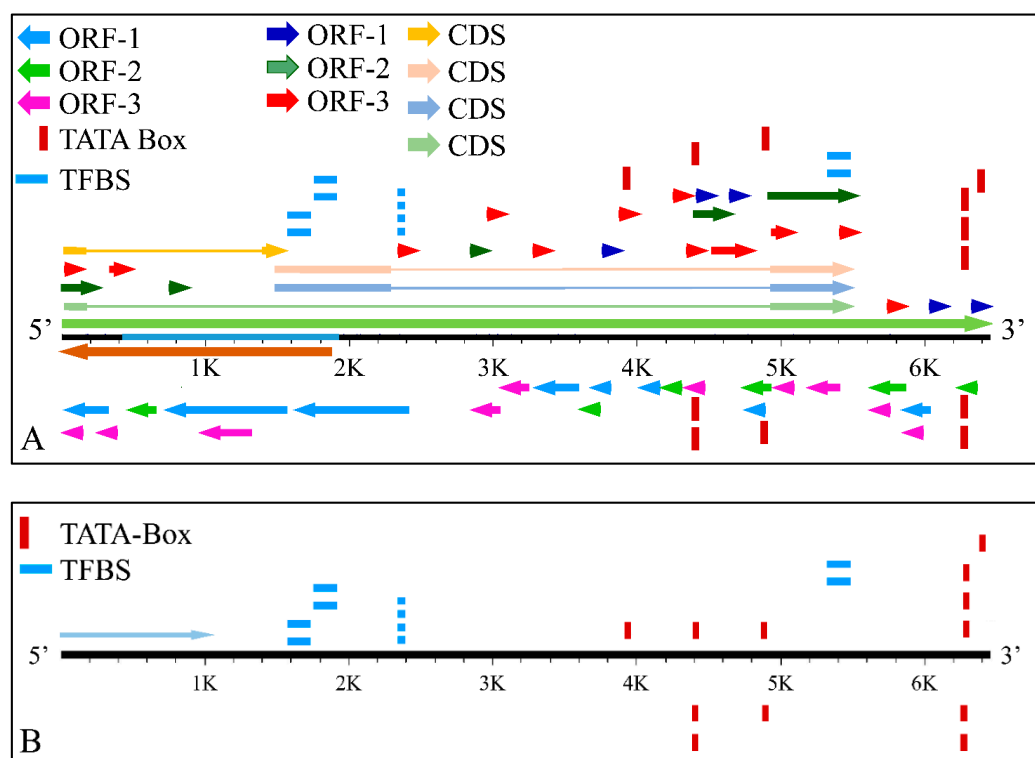 ORF-1 ORF-1 CDS
ORF-2 ORF-2 CDS
ORF-3 ORF-3 CDS
TATA Box CDS
TFBS
5’ 3’
1K 2K 3K 4K 5K 6K
A
TATA-Box
TFBS
5’ 3’
1K 2K 3K 4K 5K 6K
B